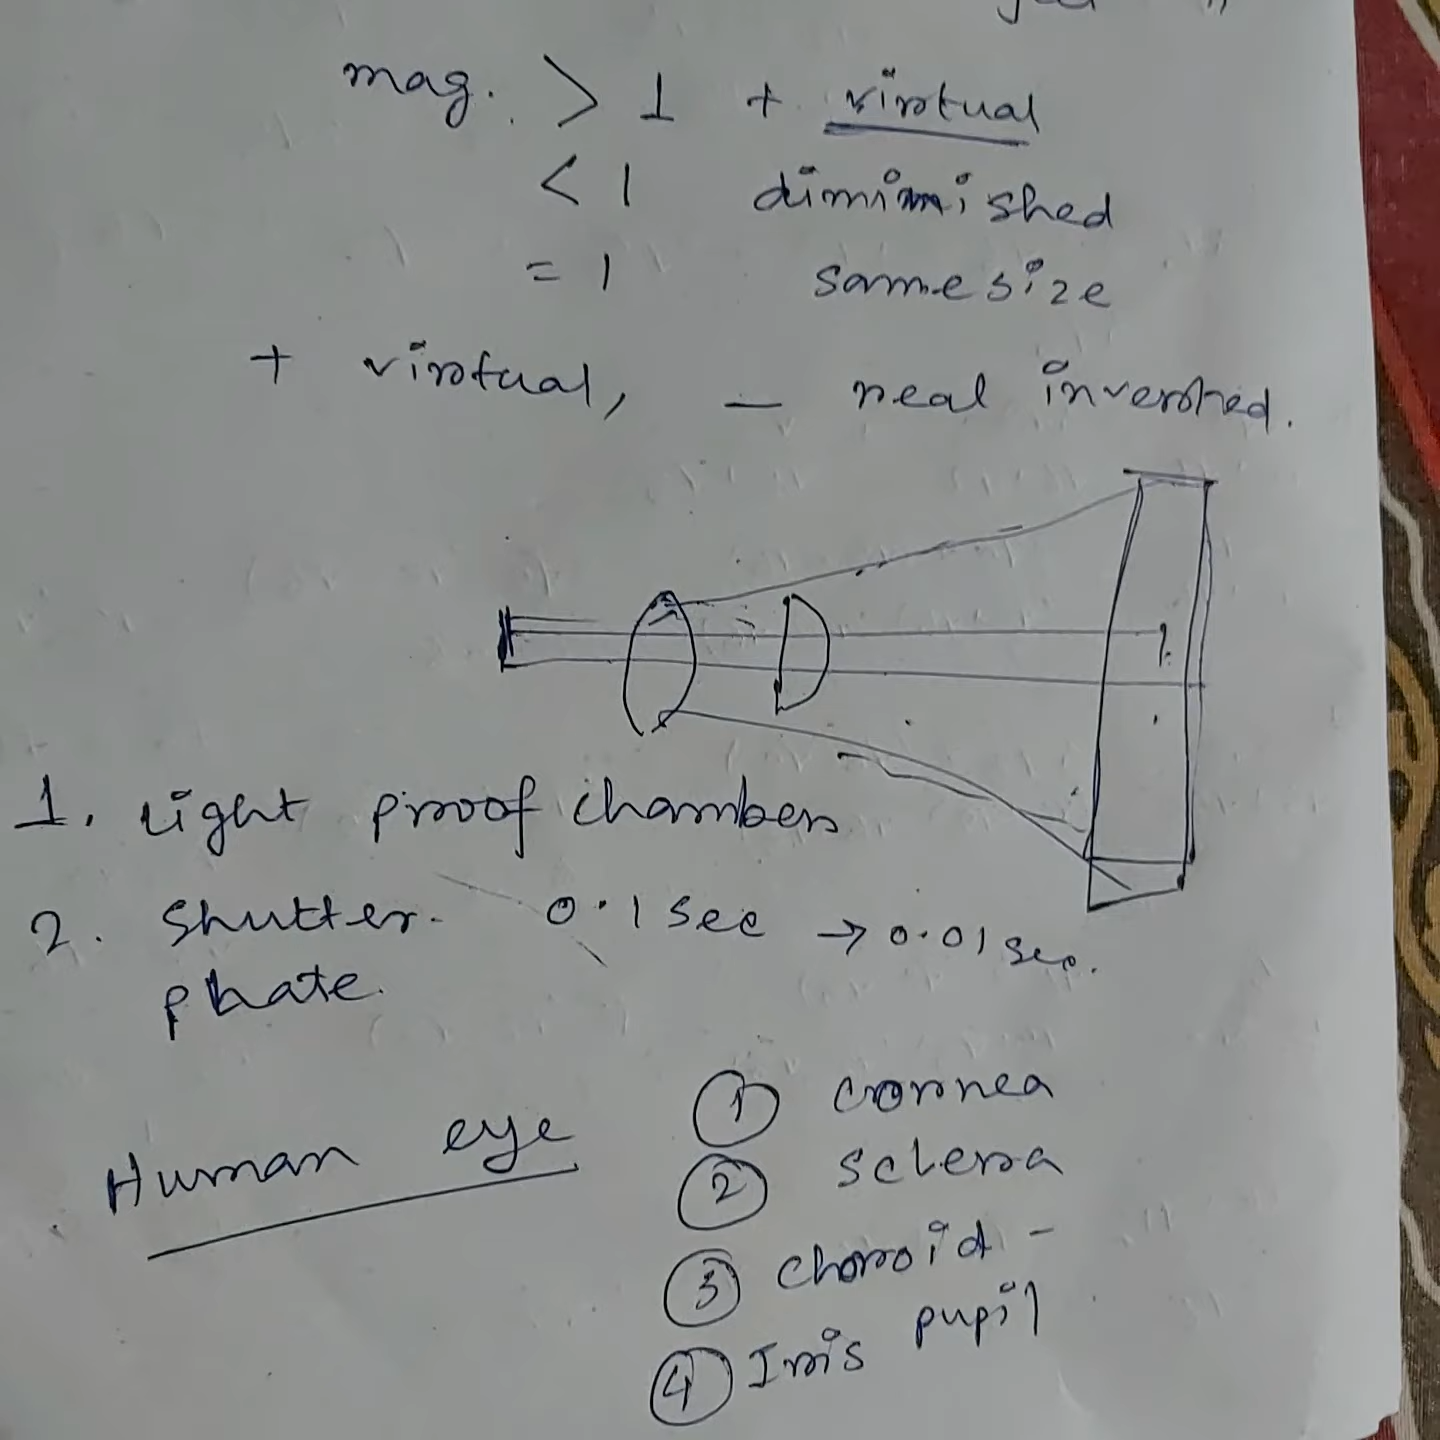 mag. > 1 + virtual
< 1 diminished
= 1 same size
+ virtual, — real inverted.
1. Light proof chamber
2. Shutter. 0.1 sec → 0.01 sec.
plate.
Human eye
① cornea
② sclera
③ choroid -
④ Iris pupil